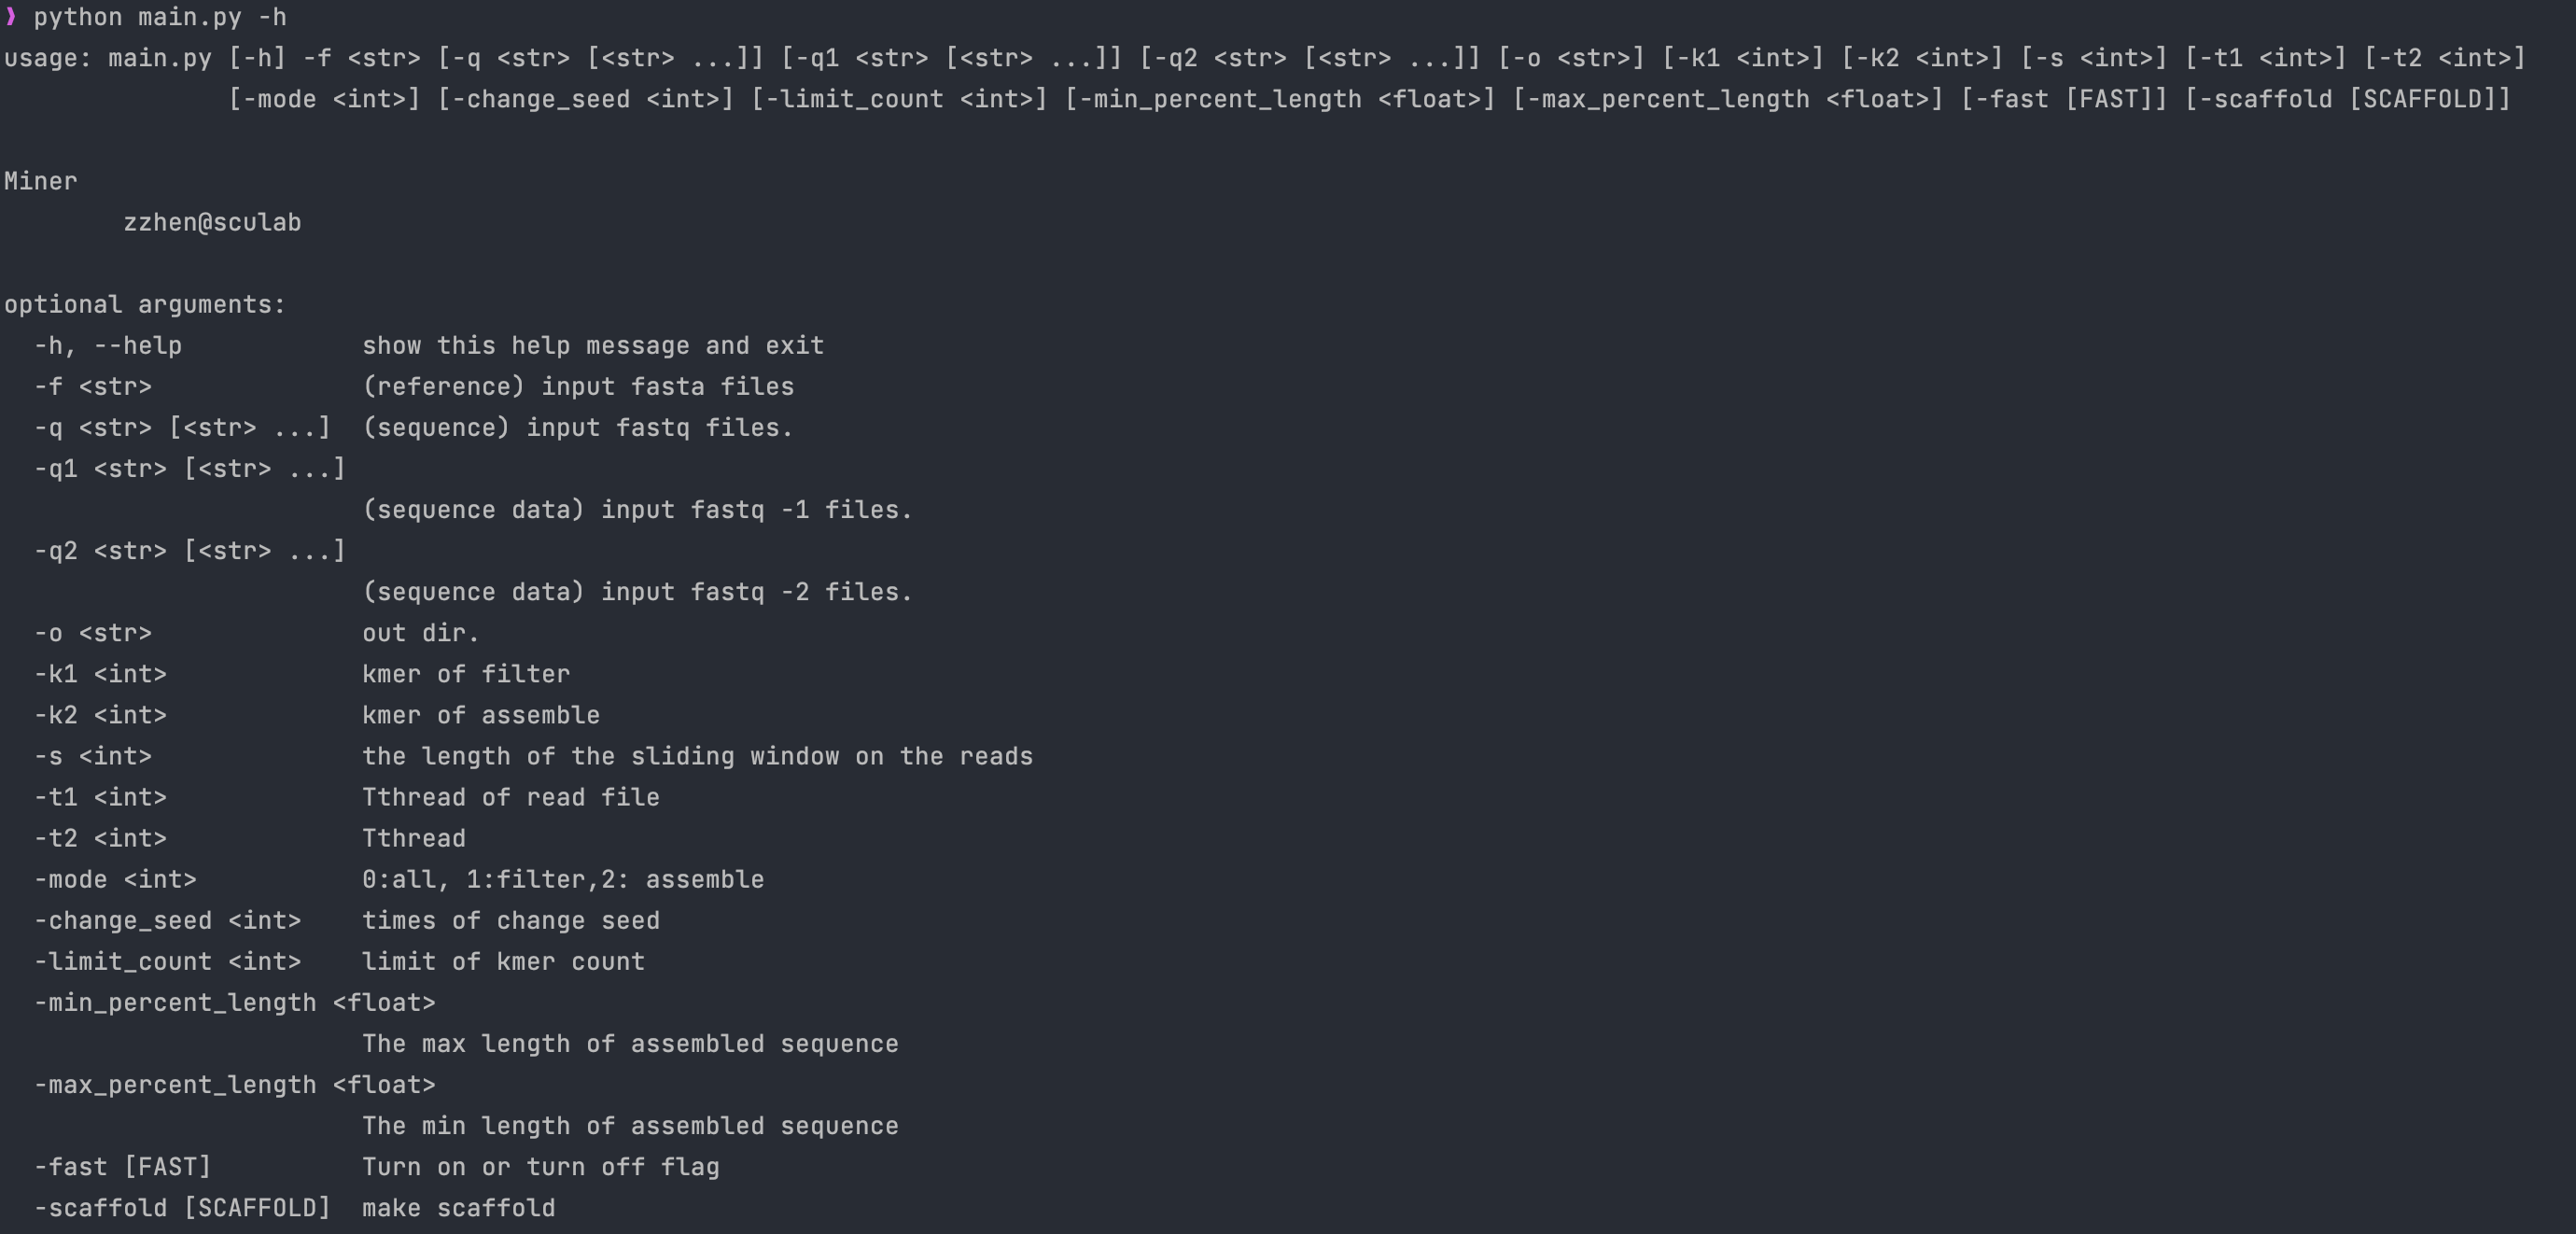 ❯ python main.py -h
usage: main.py [-h] -f <str> [-q <str> [<str> ...]] [-q1 <str> [<str> ...]] [-q2 <str> [<str> ...]] [-o <str>] [-k1 <int>] [-k2 <int>] [-s <int>] [-t1 <int>] [-t2 <int>]
               [-mode <int>] [-change_seed <int>] [-limit_count <int>] [-min_percent_length <float>] [-max_percent_length <float>] [-fast [FAST]] [-scaffold [SCAFFOLD]]

Miner
        zzhen@sculab

optional arguments:
  -h, --help            show this help message and exit
  -f <str>              (reference) input fasta files
  -q <str> [<str> ...]  (sequence) input fastq files.
  -q1 <str> [<str> ...]
                        (sequence data) input fastq -1 files.
  -q2 <str> [<str> ...]
                        (sequence data) input fastq -2 files.
  -o <str>              out dir.
  -k1 <int>             kmer of filter
  -k2 <int>             kmer of assemble
  -s <int>              the length of the sliding window on the reads
  -t1 <int>             Tthread of read file
  -t2 <int>             Tthread
  -mode <int>           0:all, 1:filter,2: assemble
  -change_seed <int>    times of change seed
  -limit_count <int>    limit of kmer count
  -min_percent_length <float>
                        The max length of assembled sequence
  -max_percent_length <float>
                        The min length of assembled sequence
  -fast [FAST]          Turn on or turn off flag
  -scaffold [SCAFFOLD]  make scaffold